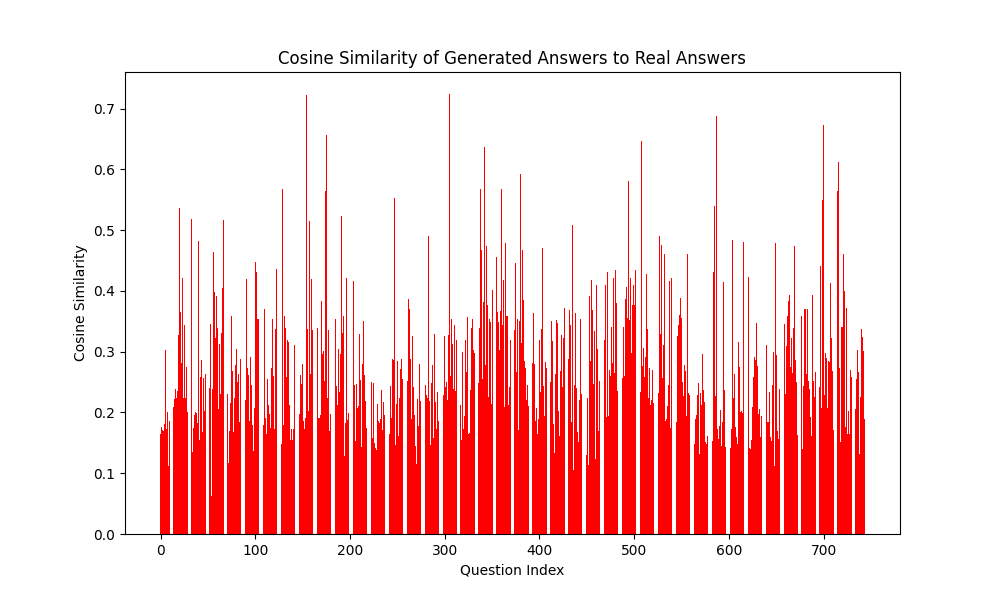 Cosine Similarity of Generated Answers to Real Answers
0.7
0.6
0.5
0.4
0.3
0.2
0.1
0.0
Cosine Similarity
0 100 200 300 400 500 600 700
Question Index